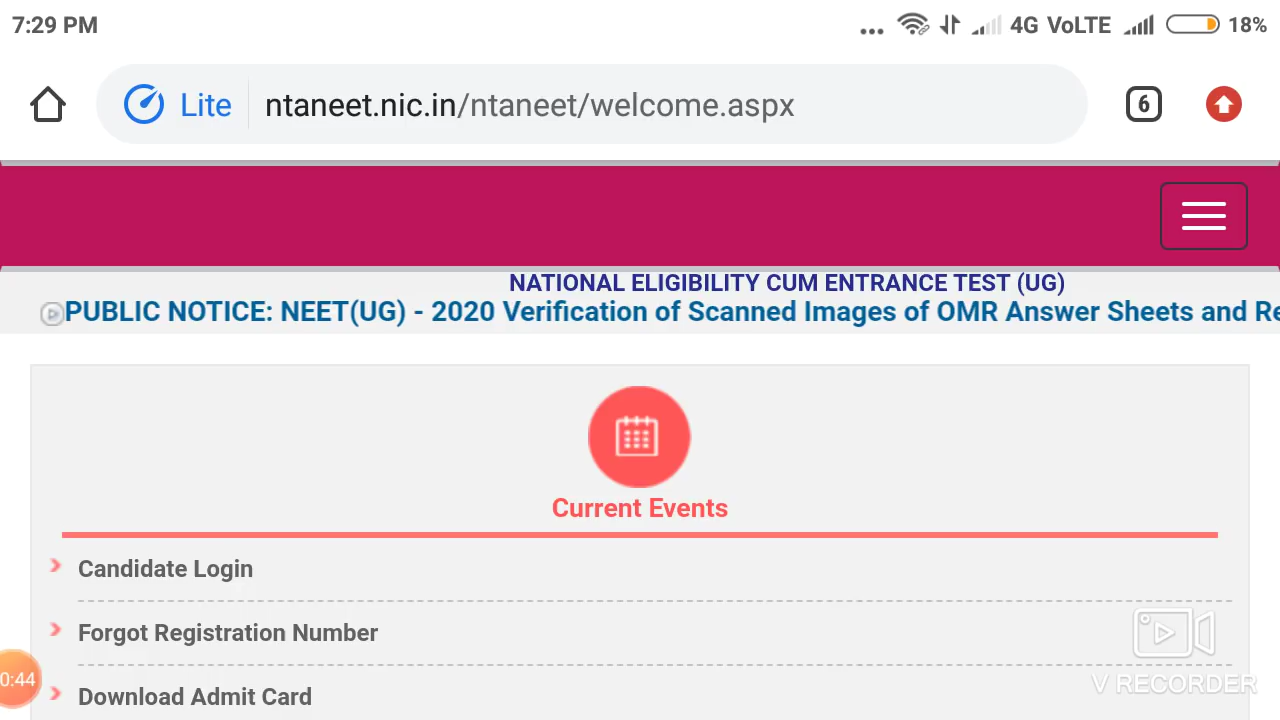 7:29 PM
... 4G VoLTE 18%
Lite ntaneet.nic.in/ntaneet/welcome.aspx 6
NATIONAL ELIGIBILITY CUM ENTRANCE TEST (UG)
PUBLIC NOTICE: NEET(UG) - 2020 Verification of Scanned Images of OMR Answer Sheets and Re
Current Events
Candidate Login
Forgot Registration Number
Download Admit Card
0:44
V RECORDER